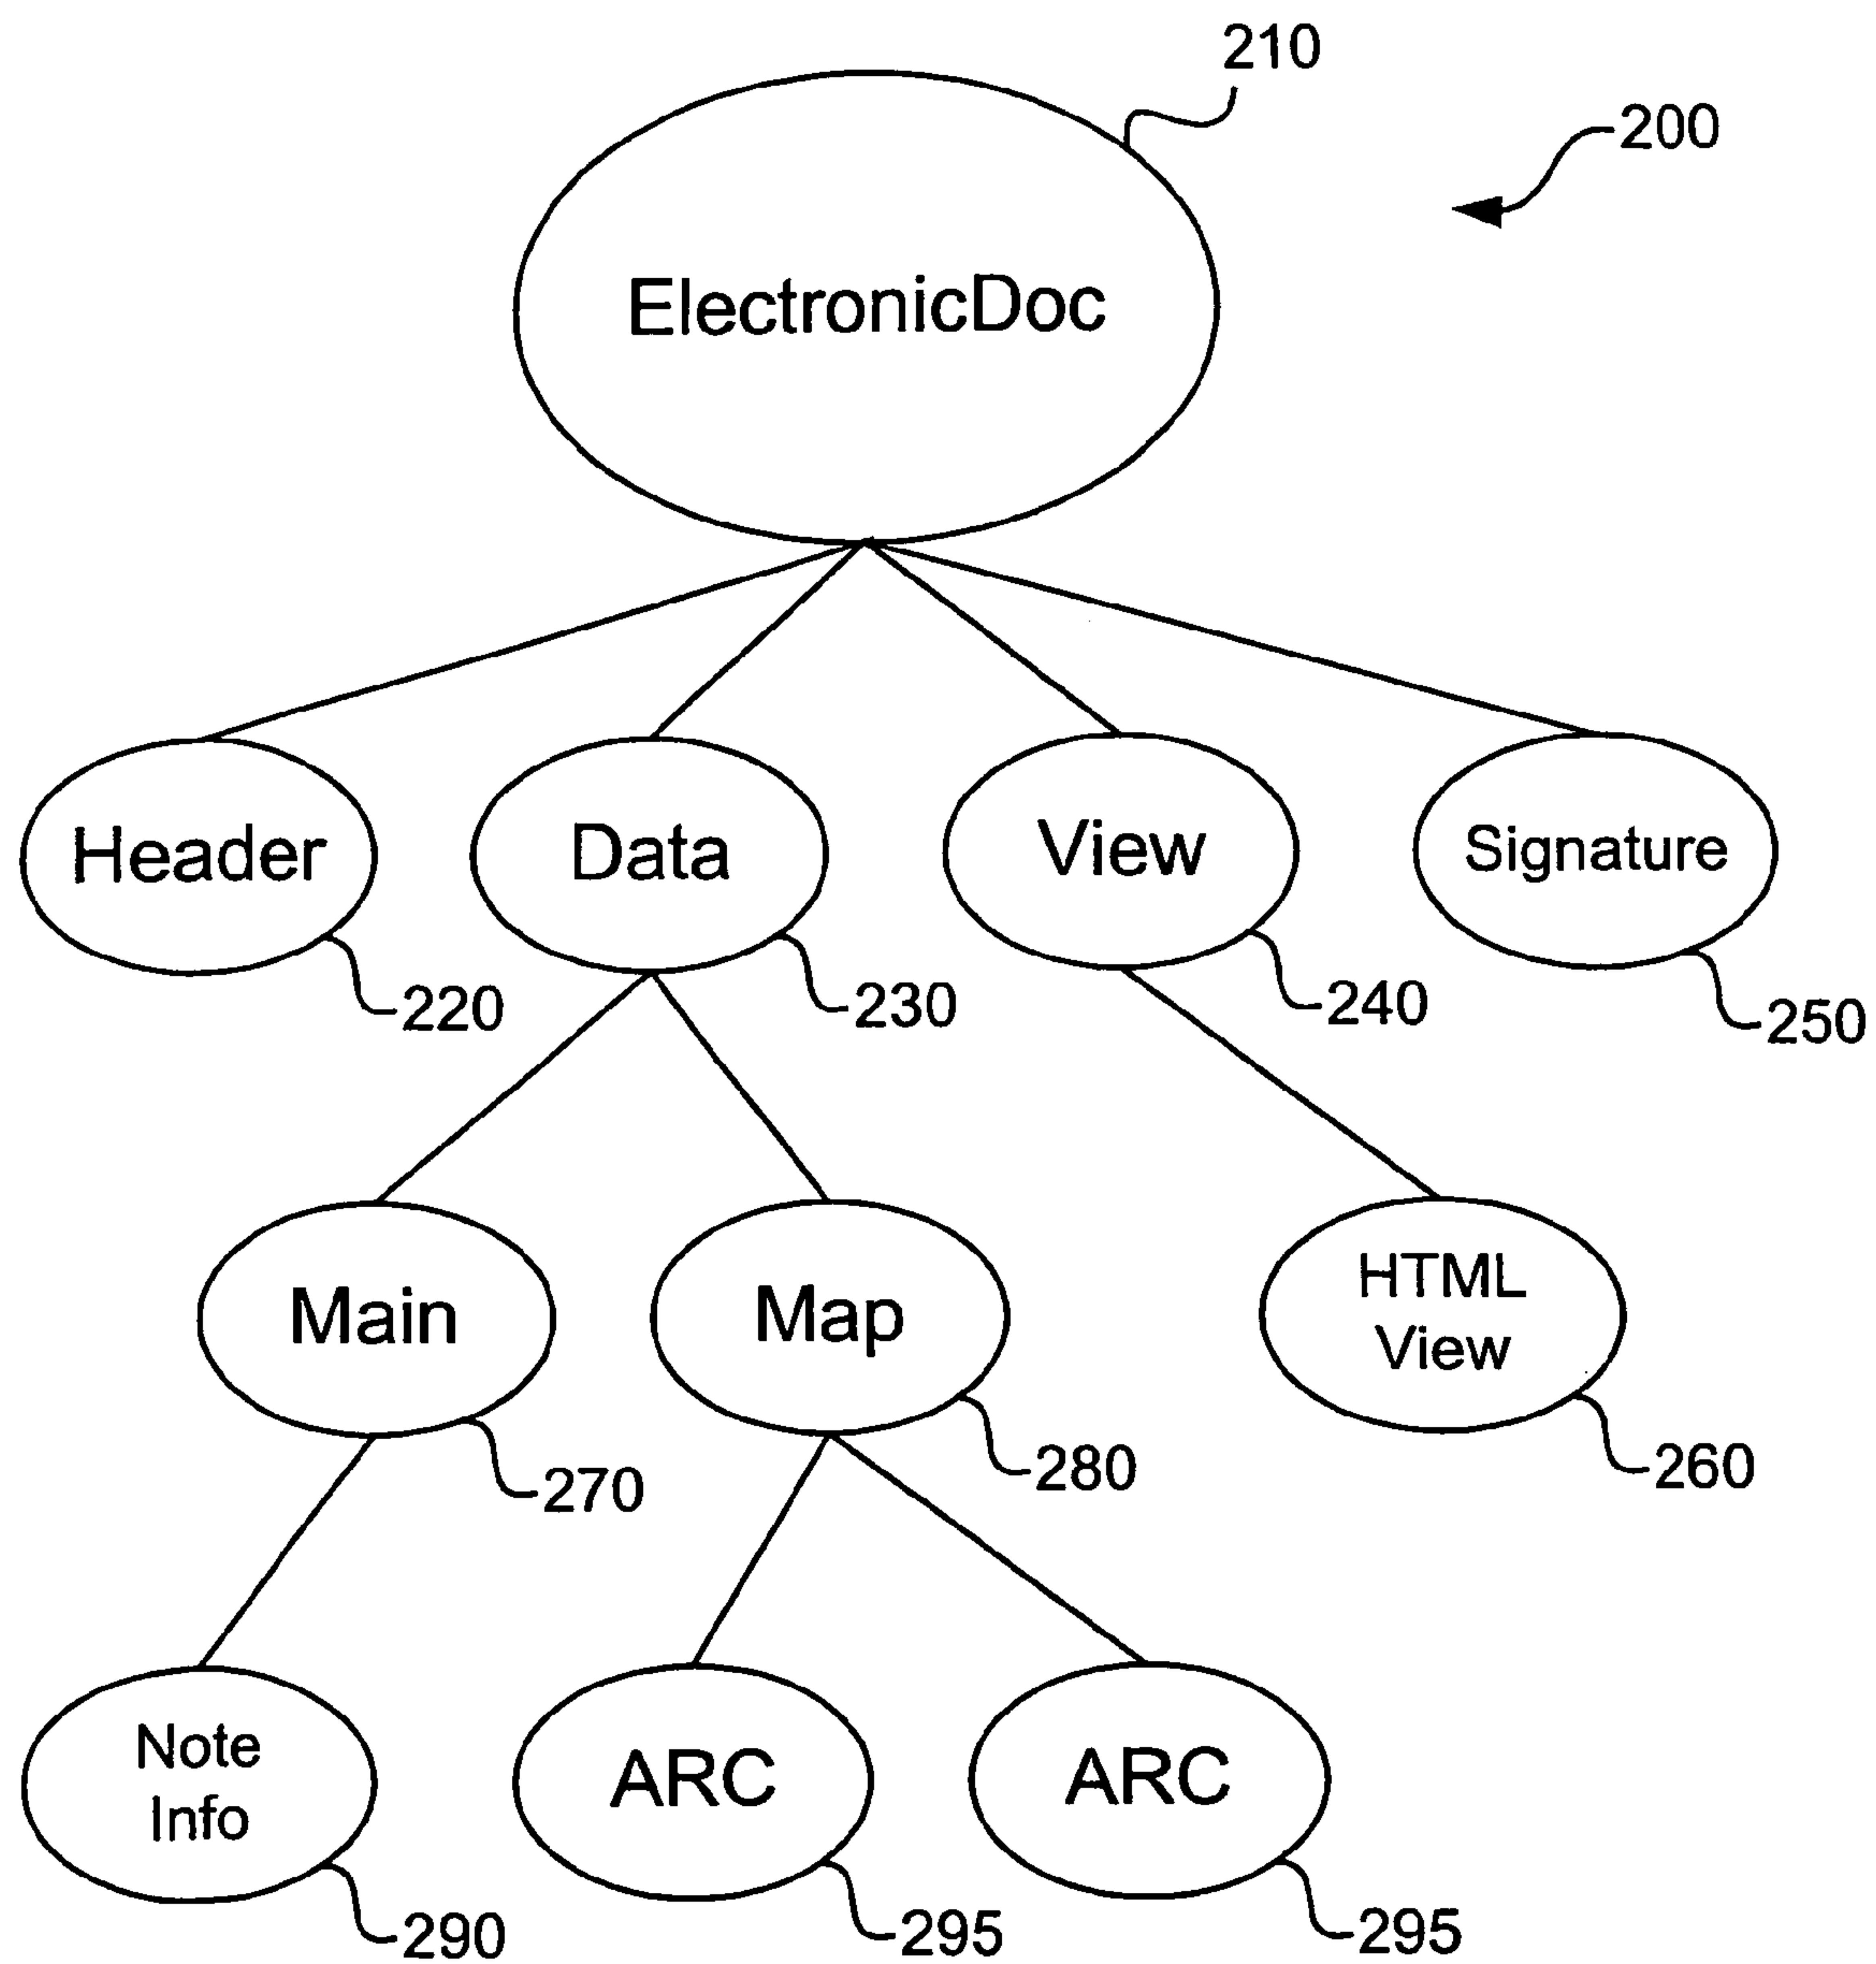 210
200
ElectronicDoc
Header
Data
View
Signature
220
230
240
250
Main
Map
HTML
View
270
280
260
Note
Info
ARC
ARC
290
295
295